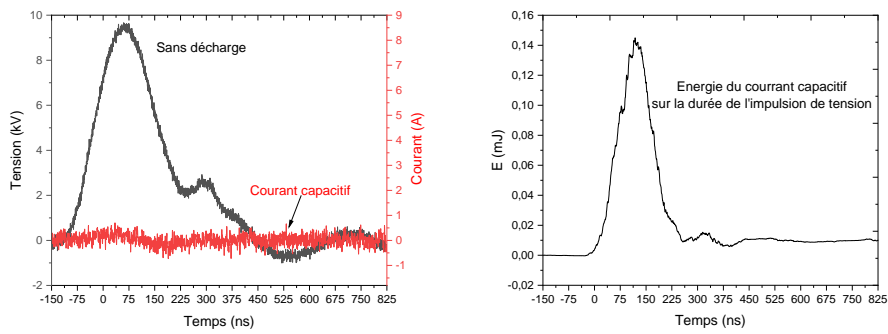 Tension (kV)
10
8
6
4
2
0
-2
Sans décharge
Courant capacitif
9
8
7
6
5
4
3
2
1
0
-1
Courant (A)
-150 -75 0 75 150 225 300 375 450 525 600 675 750 825
Temps (ns)
E (mJ)
0,16
0,14
0,12
0,10
0,08
0,06
0,04
0,02
0,00
-0,02
Energie du courrant capacitif
sur la durée de l'impulsion de tension
-150 -75 0 75 150 225 300 375 450 525 600 675 750 825
Temps (ns)